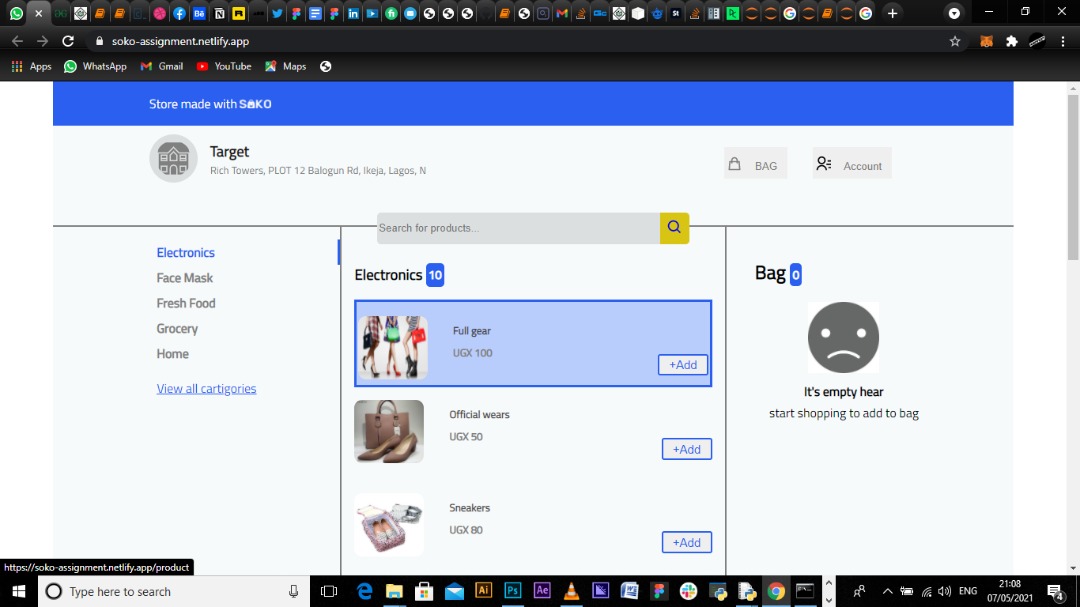 soko-assignment.netlify.app
Apps WhatsApp Gmail YouTube Maps
Store made with SOKO
Target
Rich Towers, PLOT 12 Balogun Rd, Ikeja, Lagos, N
BAG
Account
Search for products...
Electronics
Face Mask
Fresh Food
Grocery
Home
View all cartigories
Electronics 10
Full gear
UGX 100
+Add
Official wears
UGX 50
+Add
Sneakers
UGX 80
+Add
Bag 0
It's empty hear
start shopping to add to bag
https://soko-assignment.netlify.app/product
Type here to search
Ai
Ps
Ae
ENG
21:08
07/05/2021
4